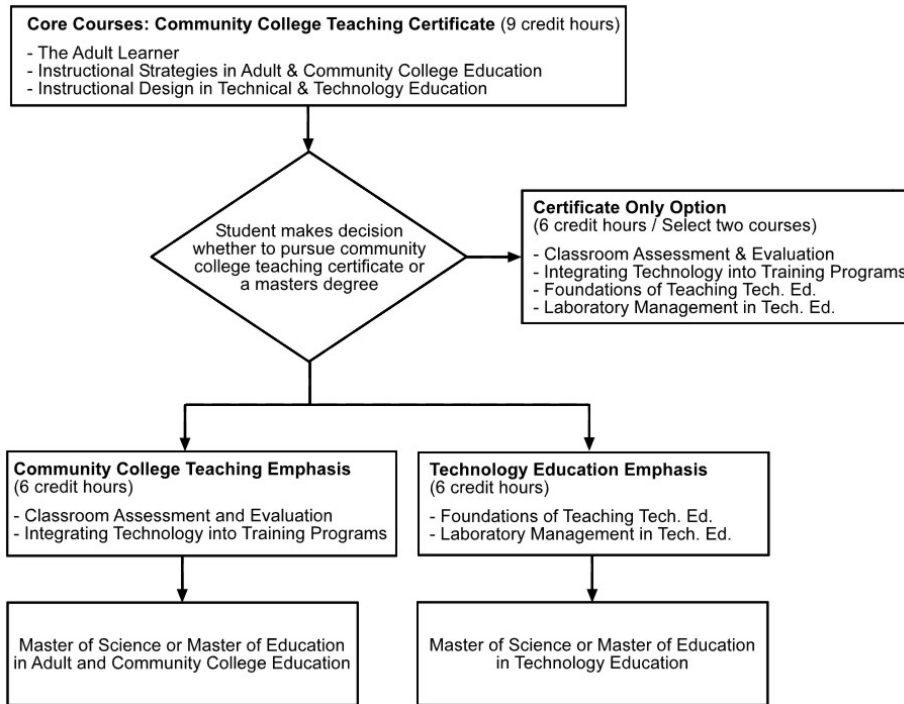 Core Courses: Community College Teaching Certificate (9 credit hours)
- The Adult Learner
- Instructional Strategies in Adult & Community College Education
- Instructional Design in Technical & Technology Education
Student makes decision
whether to pursue community
college teaching certificate or
a masters degree
Certificate Only Option
(6 credit hours / Select two courses)
- Classroom Assessment & Evaluation
- Integrating Technology into Training Programs
- Foundations of Teaching Tech. Ed.
- Laboratory Management in Tech. Ed.
Community College Teaching Emphasis
(6 credit hours)
- Classroom Assessment and Evaluation
- Integrating Technology into Training Programs
Technology Education Emphasis
(6 credit hours)
- Foundations of Teaching Tech. Ed.
- Laboratory Management in Tech. Ed.
Master of Science or Master of Education
in Adult and Community College Education
Master of Science or Master of Education
in Technology Education